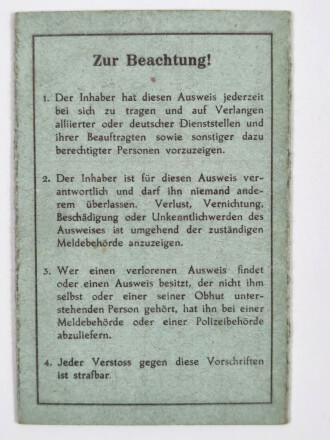 Zur Beachtung!
1. Der Inhaber hat diesen Ausweis jederzeit
bei sich zu tragen und auf Verlangen
alliierter oder deutscher Dienststellen und
ihrer Beauftragten sowie sonstiger dazu
berechtigter Personen vorzuzeigen.
2. Der Inhaber ist für diesen Ausweis ver-
antwortlich und darf ihn niemand ande-
rem überlassen. Verlust, Vernichtung,
Beschädigung oder Unkenntlichwerden des
Ausweises ist umgehend der zuständigen
Meldebehörde anzuzeigen.
3. Wer einen verlorenen Ausweis findet
oder einen Ausweis besitzt, der nicht ihm
selbst oder einer seiner Obhut unter-
stehenden Person gehört, hat ihn bei einer
Meldebehörde oder einer Polizeibehörde
abzuliefern.
4. Jeder Verstoss gegen diese Vorschriften
ist strafbar.